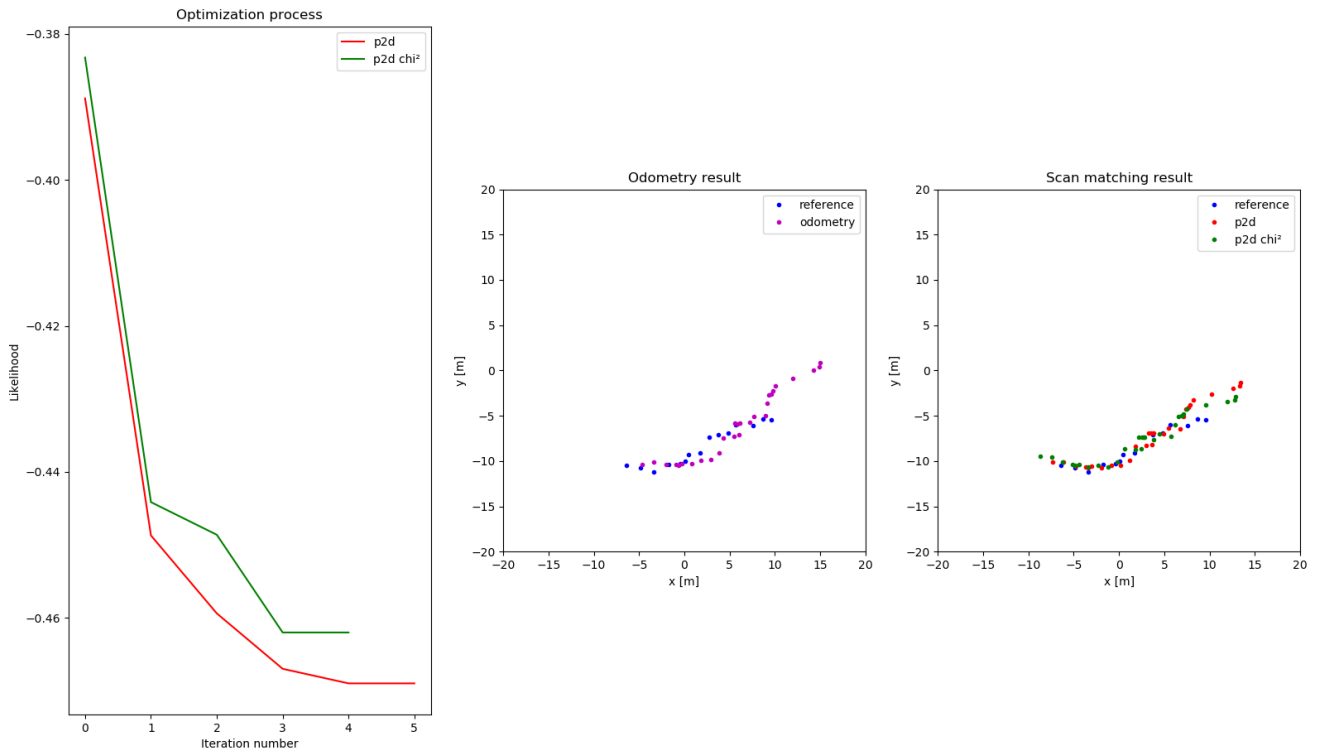 Optimization process
p2d
p2d chi²
−0.38
−0.40
−0.42
−0.44
−0.46
Likelihood
0 1 2 3 4 5
Iteration number
Odometry result
reference
odometry
20
15
10
5
0
−5
−10
−15
−20
y [m]
−20 −15 −10 −5 0 5 10 15 20
x [m]
Scan matching result
reference
p2d
p2d chi²
20
15
10
5
0
−5
−10
−15
−20
y [m]
−20 −15 −10 −5 0 5 10 15 20
x [m]